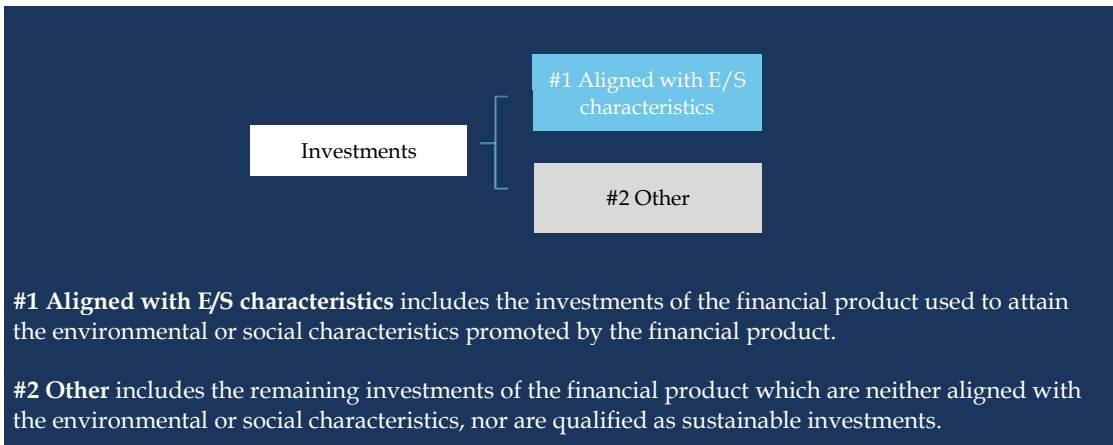 #1 Aligned with E/S
characteristics
Investments
#2 Other
#1 Aligned with E/S characteristics includes the investments of the financial product used to attain
the environmental or social characteristics promoted by the financial product.
#2 Other includes the remaining investments of the financial product which are neither aligned with
the environmental or social characteristics, nor are qualified as sustainable investments.